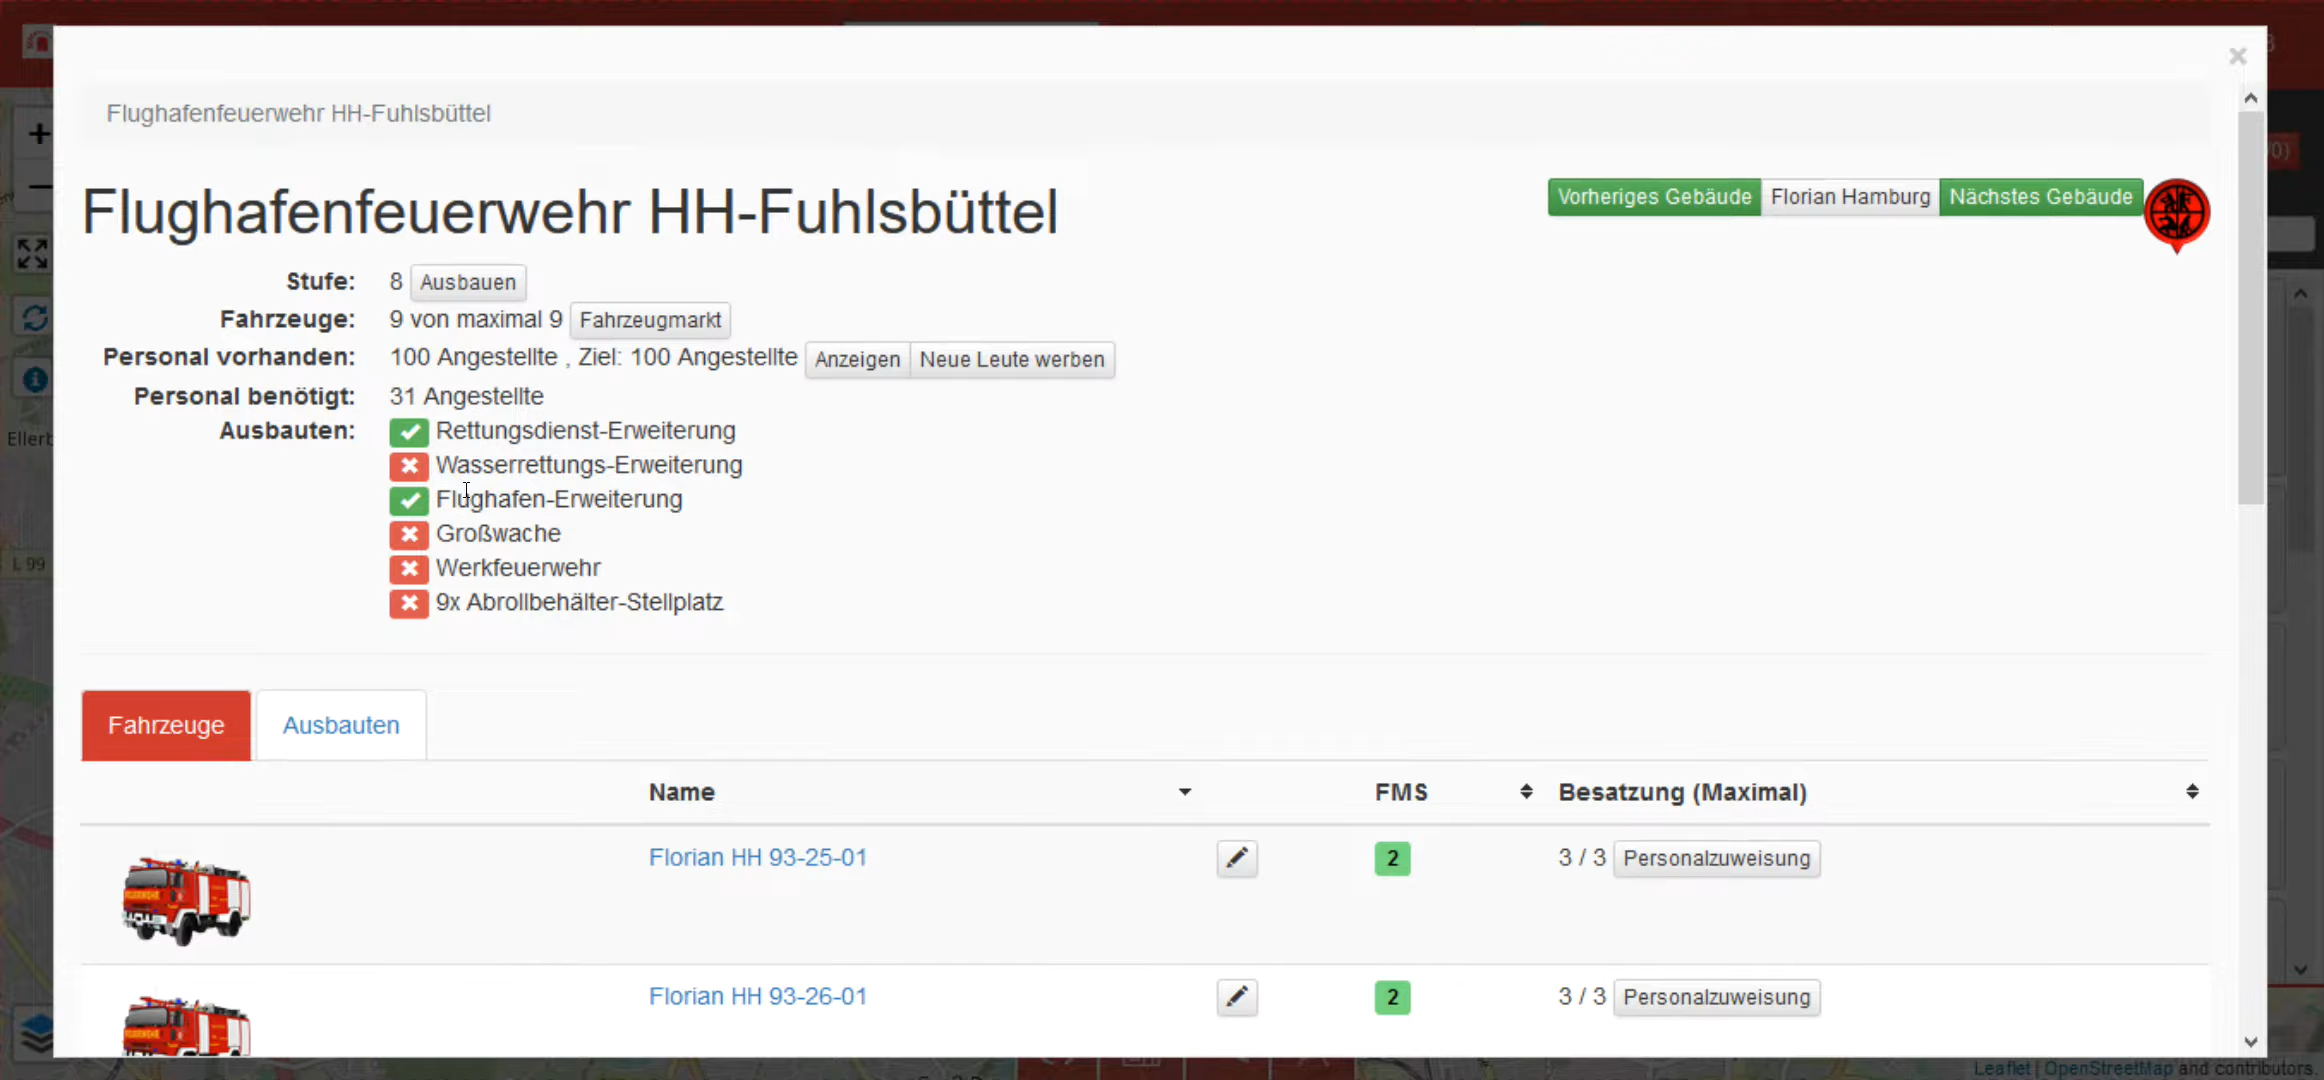 Flughafenfeuerwehr HH-Fuhlsbüttel
Flughafenfeuerwehr HH-Fuhlsbüttel
Vorheriges Gebäude Florian Hamburg Nächstes Gebäude
Stufe: 8 Ausbauen
Fahrzeuge: 9 von maximal 9 Fahrzeugmarkt
Personal vorhanden: 100 Angestellte , Ziel: 100 Angestellte Anzeigen Neue Leute werben
Personal benötigt: 31 Angestellte
Ausbauten: Rettungsdienst-Erweiterung
Wasserrettungs-Erweiterung
Flughafen-Erweiterung
Großwache
Werkfeuerwehr
9x Abrollbehälter-Stellplatz
L 99
Fahrzeuge Ausbauten
Name FMS Besatzung (Maximal)
Florian HH 93-25-01 2 3 / 3 Personalzuweisung
Florian HH 93-26-01 2 3 / 3 Personalzuweisung
Leaflet | OpenStreetMap and contributors